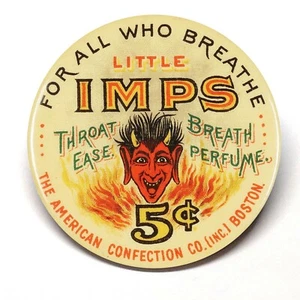 FOR ALL WHO BREATHE
LITTLE
IMPS
THROAT EASE.
BREATH PERFUME.
5¢
THE AMERICAN CONFECTION CO. (INC.) BOSTON.